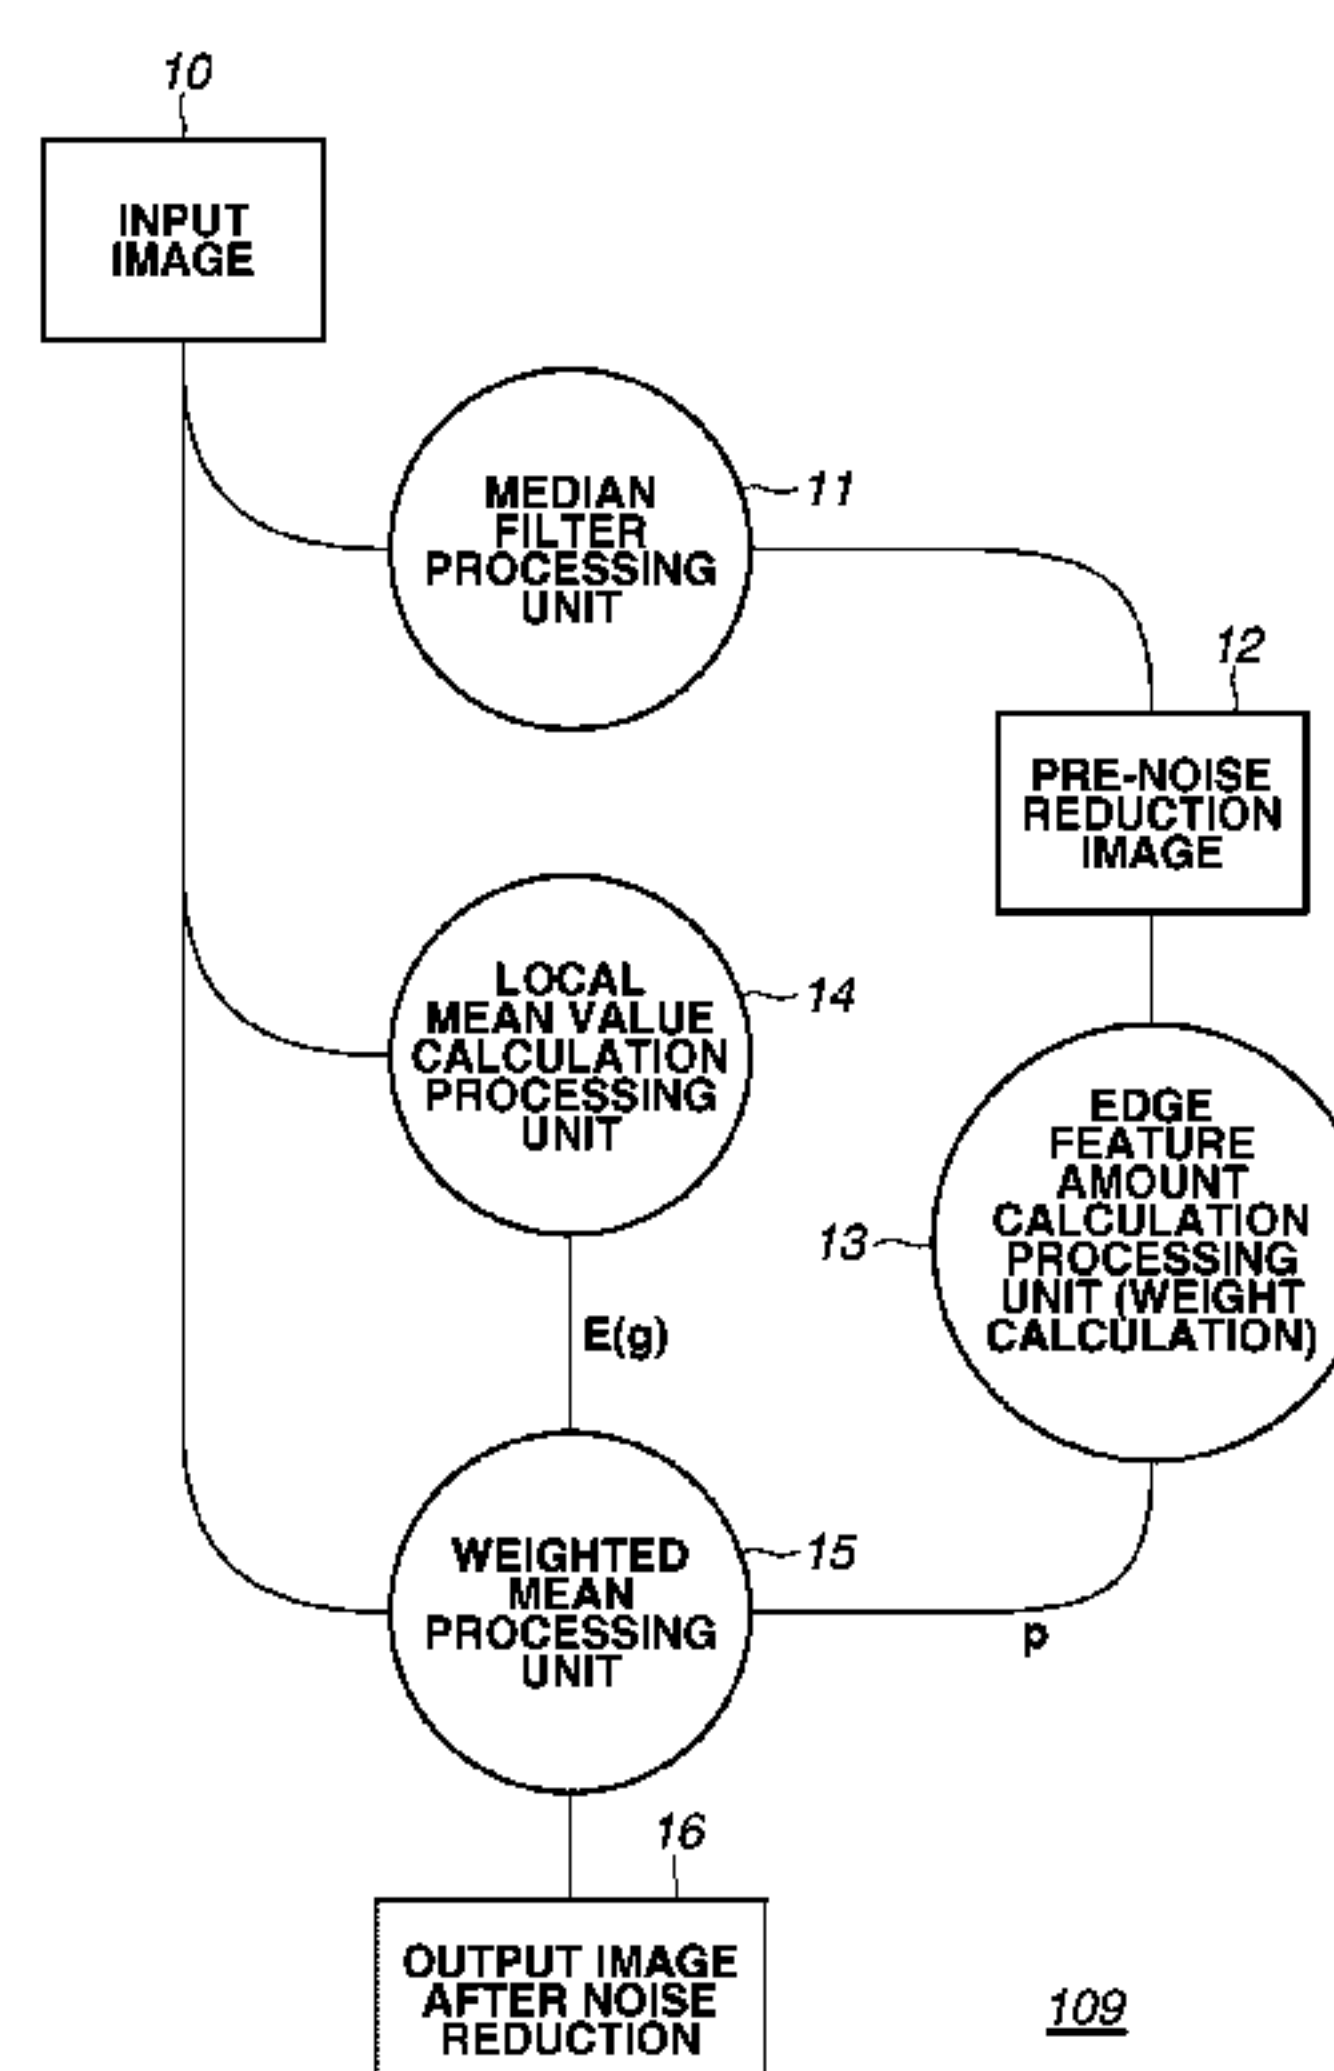 10
INPUT
IMAGE
MEDIAN
FILTER
PROCESSING
UNIT
11
12
PRE-NOISE
REDUCTION
IMAGE
LOCAL
MEAN VALUE
CALCULATION
PROCESSING
UNIT
14
EDGE
FEATURE
AMOUNT
CALCULATION
PROCESSING
UNIT (WEIGHT
CALCULATION)
13
E(g)
WEIGHTED
MEAN
PROCESSING
UNIT
15
p
16
OUTPUT IMAGE
AFTER NOISE
REDUCTION
109